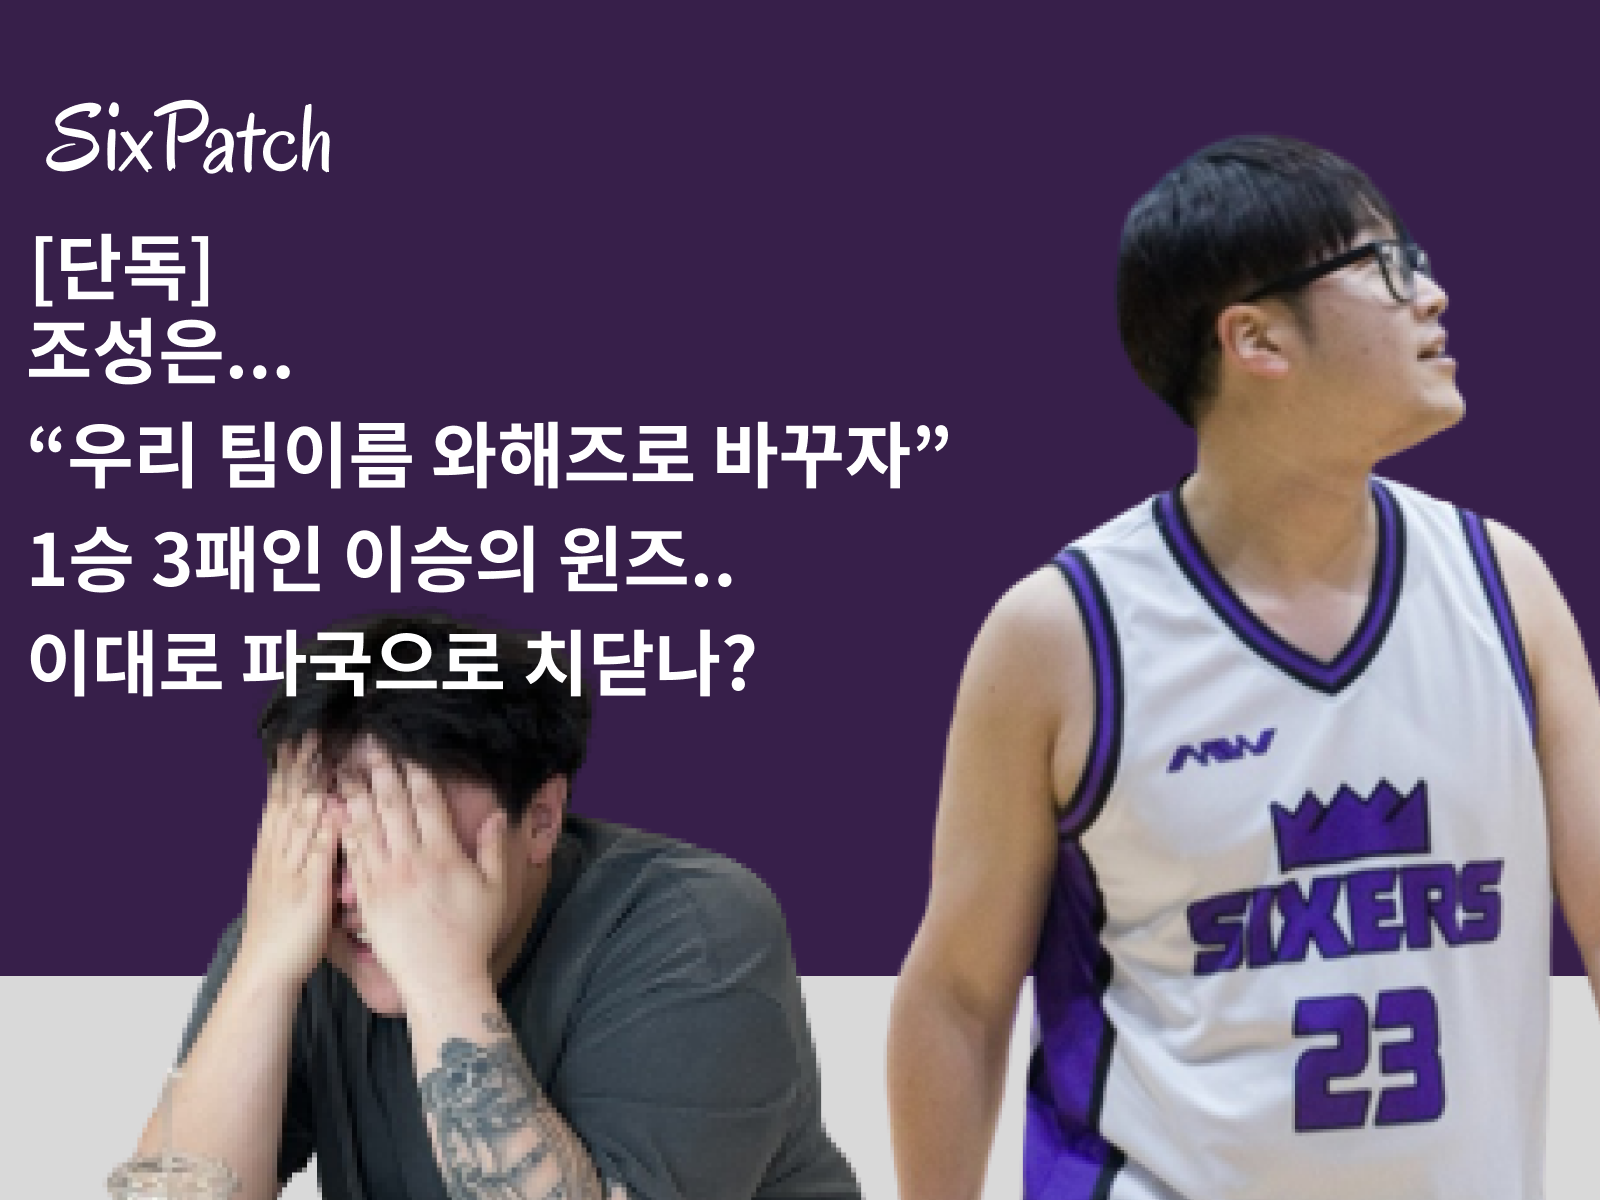 SixPatch
[단독]
조성은...
“우리 팀이름 와해즈로 바꾸자”
1승 3패인 이승의 윈즈..
이대로 파국으로 치닫나?
SIXERS
23